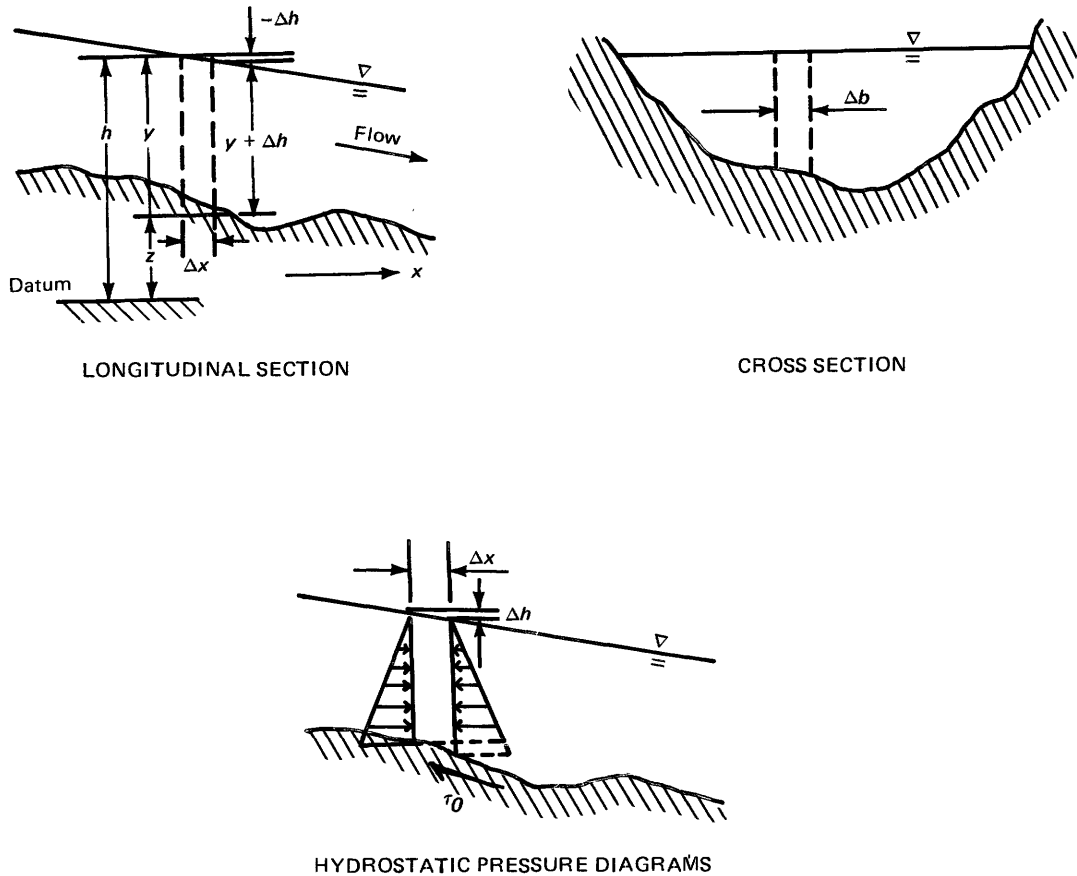 −Δh
h
y
y + Δh
Flow
z
Δx
x
Datum
LONGITUDINAL SECTION
Δb
CROSS SECTION
Δx
Δh
τ0
HYDROSTATIC PRESSURE DIAGRAMS